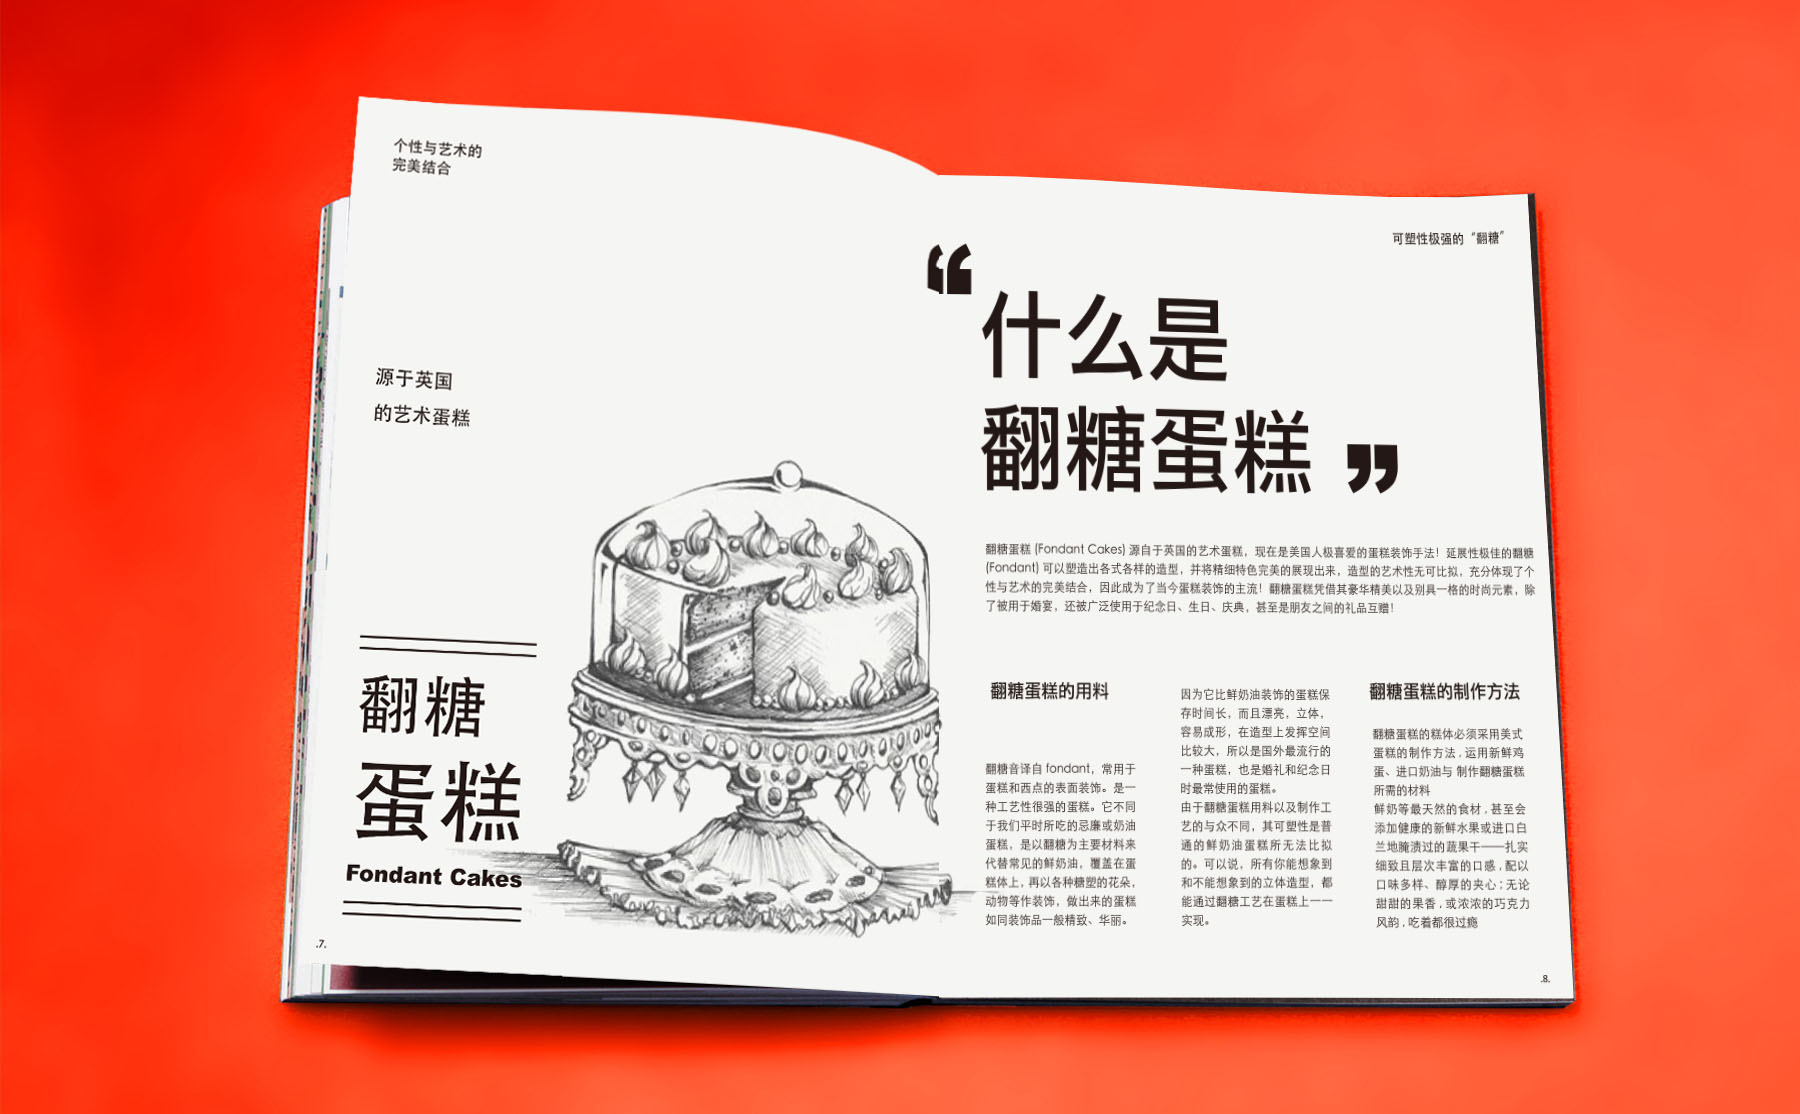 个性与艺术的
完美结合
源于英国
的艺术蛋糕
翻糖
蛋糕
Fondant Cakes
.7.
可塑性极强的“翻糖”
“什么是
翻糖蛋糕”
翻糖蛋糕 (Fondant Cakes) 源自于英国的艺术蛋糕，现在是美国人极喜爱的蛋糕装饰手法！延展性极佳的翻糖
(Fondant) 可以塑造出各式各样的造型，并将精细特色完美的展现出来，造型的艺术性无可比拟，充分体现了个
性与艺术的完美结合，因此成为了当今蛋糕装饰的主流！翻糖蛋糕凭借其豪华精美以及别具一格的时尚元素，除
了被用于婚宴，还被广泛使用于纪念日、生日、庆典，甚至是朋友之间的礼品互赠！
翻糖蛋糕的用料
翻糖音译自 fondant，常用于
蛋糕和西点的表面装饰。是一
种工艺性很强的蛋糕。它不同
于我们平时所吃的忌廉或奶油
蛋糕，是以翻糖为主要材料来
代替常见的鲜奶油，覆盖在蛋
糕体上，再以各种糖塑的花朵，
动物等作装饰，做出来的蛋糕
如同装饰品一般精致、华丽。
因为它比鲜奶油装饰的蛋糕保
存时间长，而且漂亮，立体，
容易成形，在造型上发挥空间
比较大，所以是国外最流行的
一种蛋糕，也是婚礼和纪念日
时最常使用的蛋糕。
由于翻糖蛋糕用料以及制作工
艺的与众不同，其可塑性是普
通的鲜奶油蛋糕所无法比拟
的。可以说，所有你能想象到
和不能想象到的立体造型，都
能通过翻糖工艺在蛋糕上一一
实现。
翻糖蛋糕的制作方法
翻糖蛋糕的糕体必须采用美式
蛋糕的制作方法，运用新鲜鸡
蛋、进口奶油与 制作翻糖蛋糕
所需的材料
鲜奶等最天然的食材，甚至会
添加健康的新鲜水果或进口白
兰地腌渍过的蔬果干——扎实
细致且层次丰富的口感，配以
口味多样、醇厚的夹心；无论
甜甜的果香，或浓浓的巧克力
风韵，吃着都很过瘾
.8.